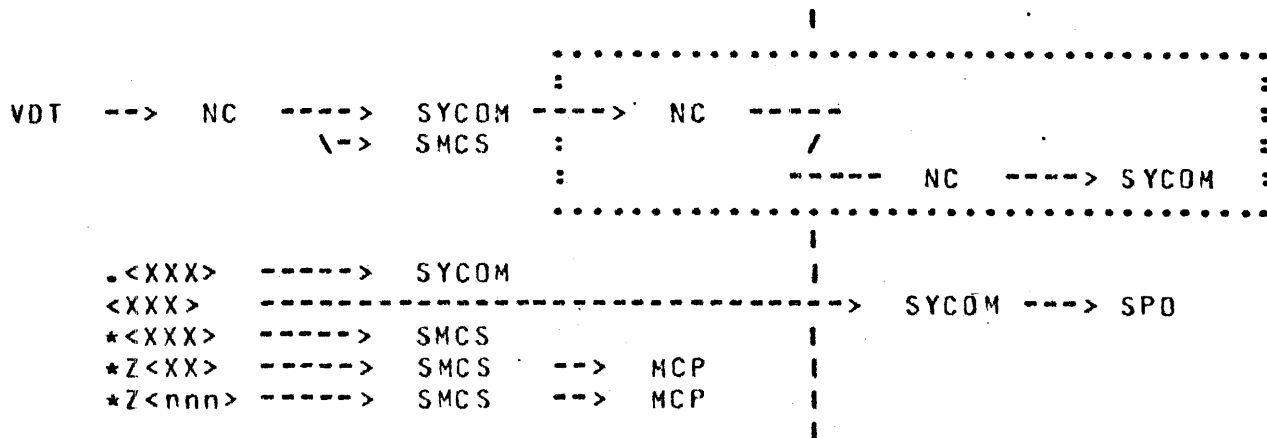 VDT --> NC ----> SYCOM ----> NC -----
\-> SMCS : /
: ----- NC ----> SYCOM :
.<XXX> -----> SYCOM
<XXX> ------------------------------> SYCOM ---> SPO
*<XXX> -----> SMCS
*Z<XX> -----> SMCS --> MCP
*Z<nnn> -----> SMCS --> MCP